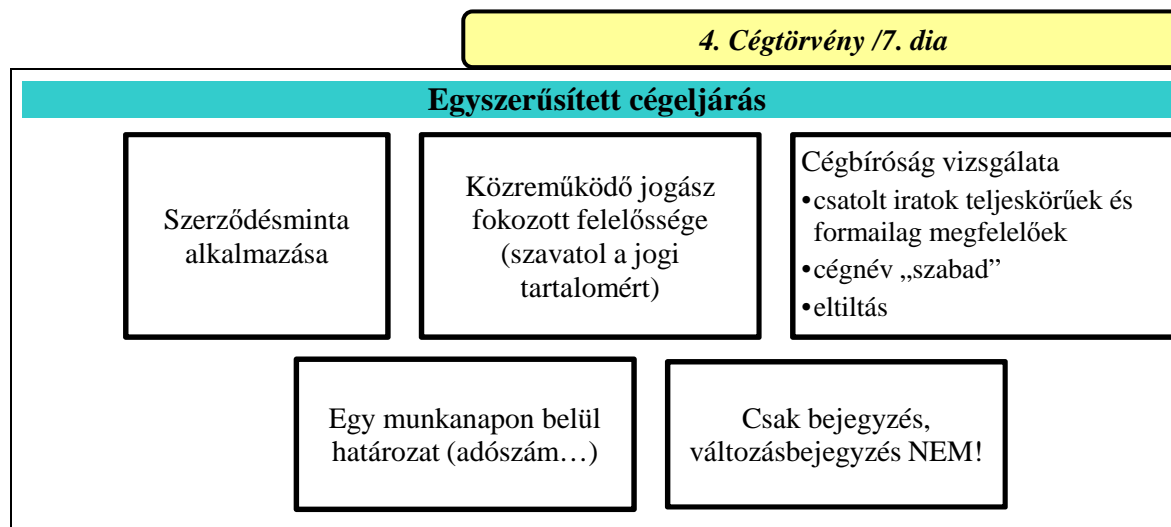 4. Cégtörvény /7. dia
Egyszerűsített cégeljárás
Szerződésminta
alkalmazása
Közreműködő jogász
fokozott felelőssége
(szavatol a jogi
tartalomért)
Cégbíróság vizsgálata
•csatolt iratok teljeskörűek és
formailag megfelelőek
•cégnév „szabad”
•eltiltás
Egy munkanapon belül
határozat (adószám…)
Csak bejegyzés,
változásbejegyzés NEM!